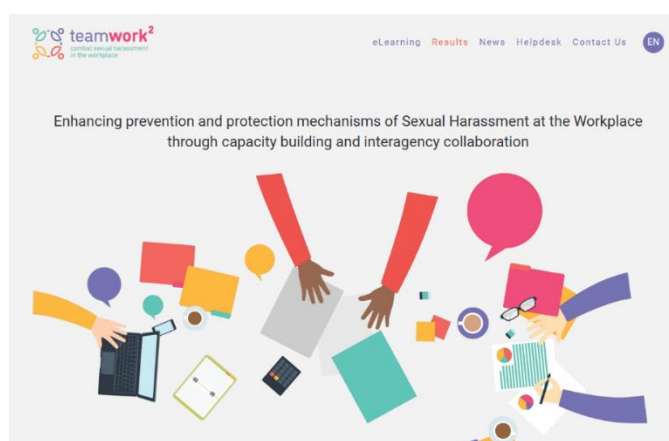 teamwork²
combat sexual harassment
in the workplace
eLearning Results News Helpdesk Contact Us EN
Enhancing prevention and protection mechanisms of Sexual Harassment at the Workplace
through capacity building and interagency collaboration